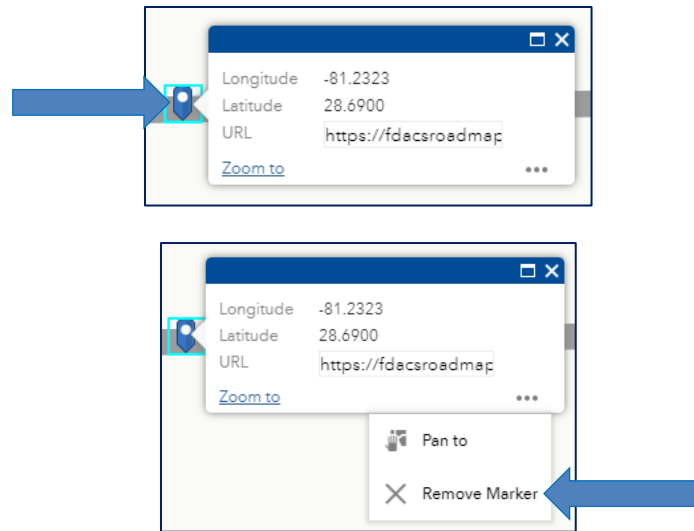 Longitude -81.2323
Latitude 28.6900
URL https://fdacsroadmap
Zoom to
Longitude -81.2323
Latitude 28.6900
URL https://fdacsroadmap
Zoom to
Pan to
Remove Marker